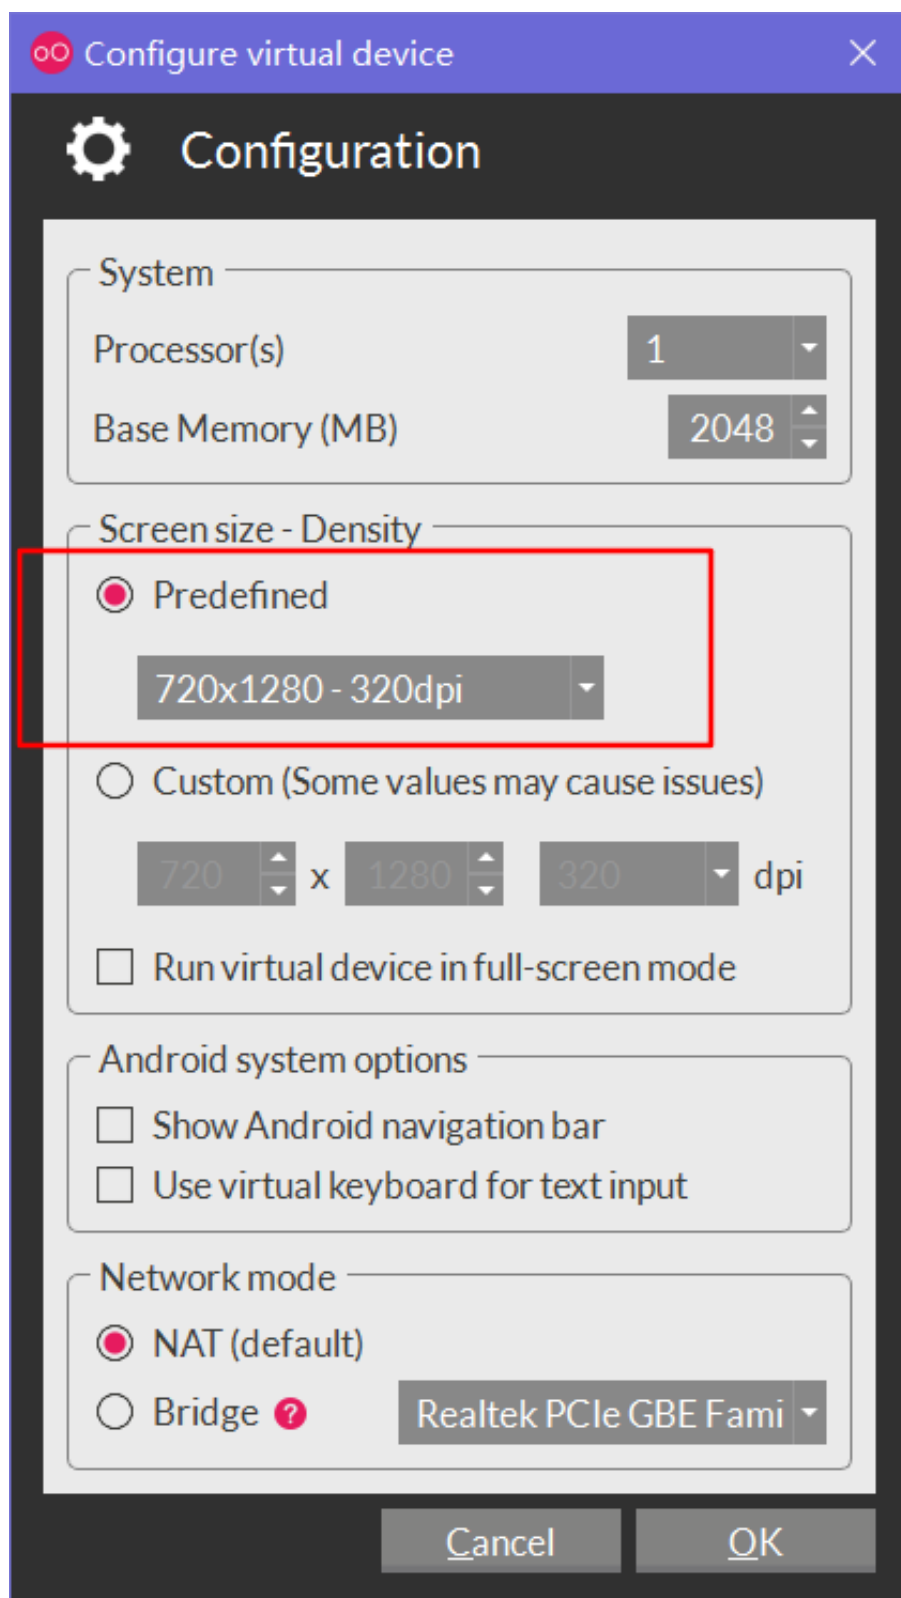 Configure virtual device
Configuration
System
Processor(s) 1
Base Memory (MB) 2048
Screen size - Density
Predefined
720x1280 - 320dpi
Custom (Some values may cause issues)
720 x 1280 320 dpi
Run virtual device in full-screen mode
Android system options
Show Android navigation bar
Use virtual keyboard for text input
Network mode
NAT (default)
Bridge ? Realtek PCIe GBE Fami
Cancel OK